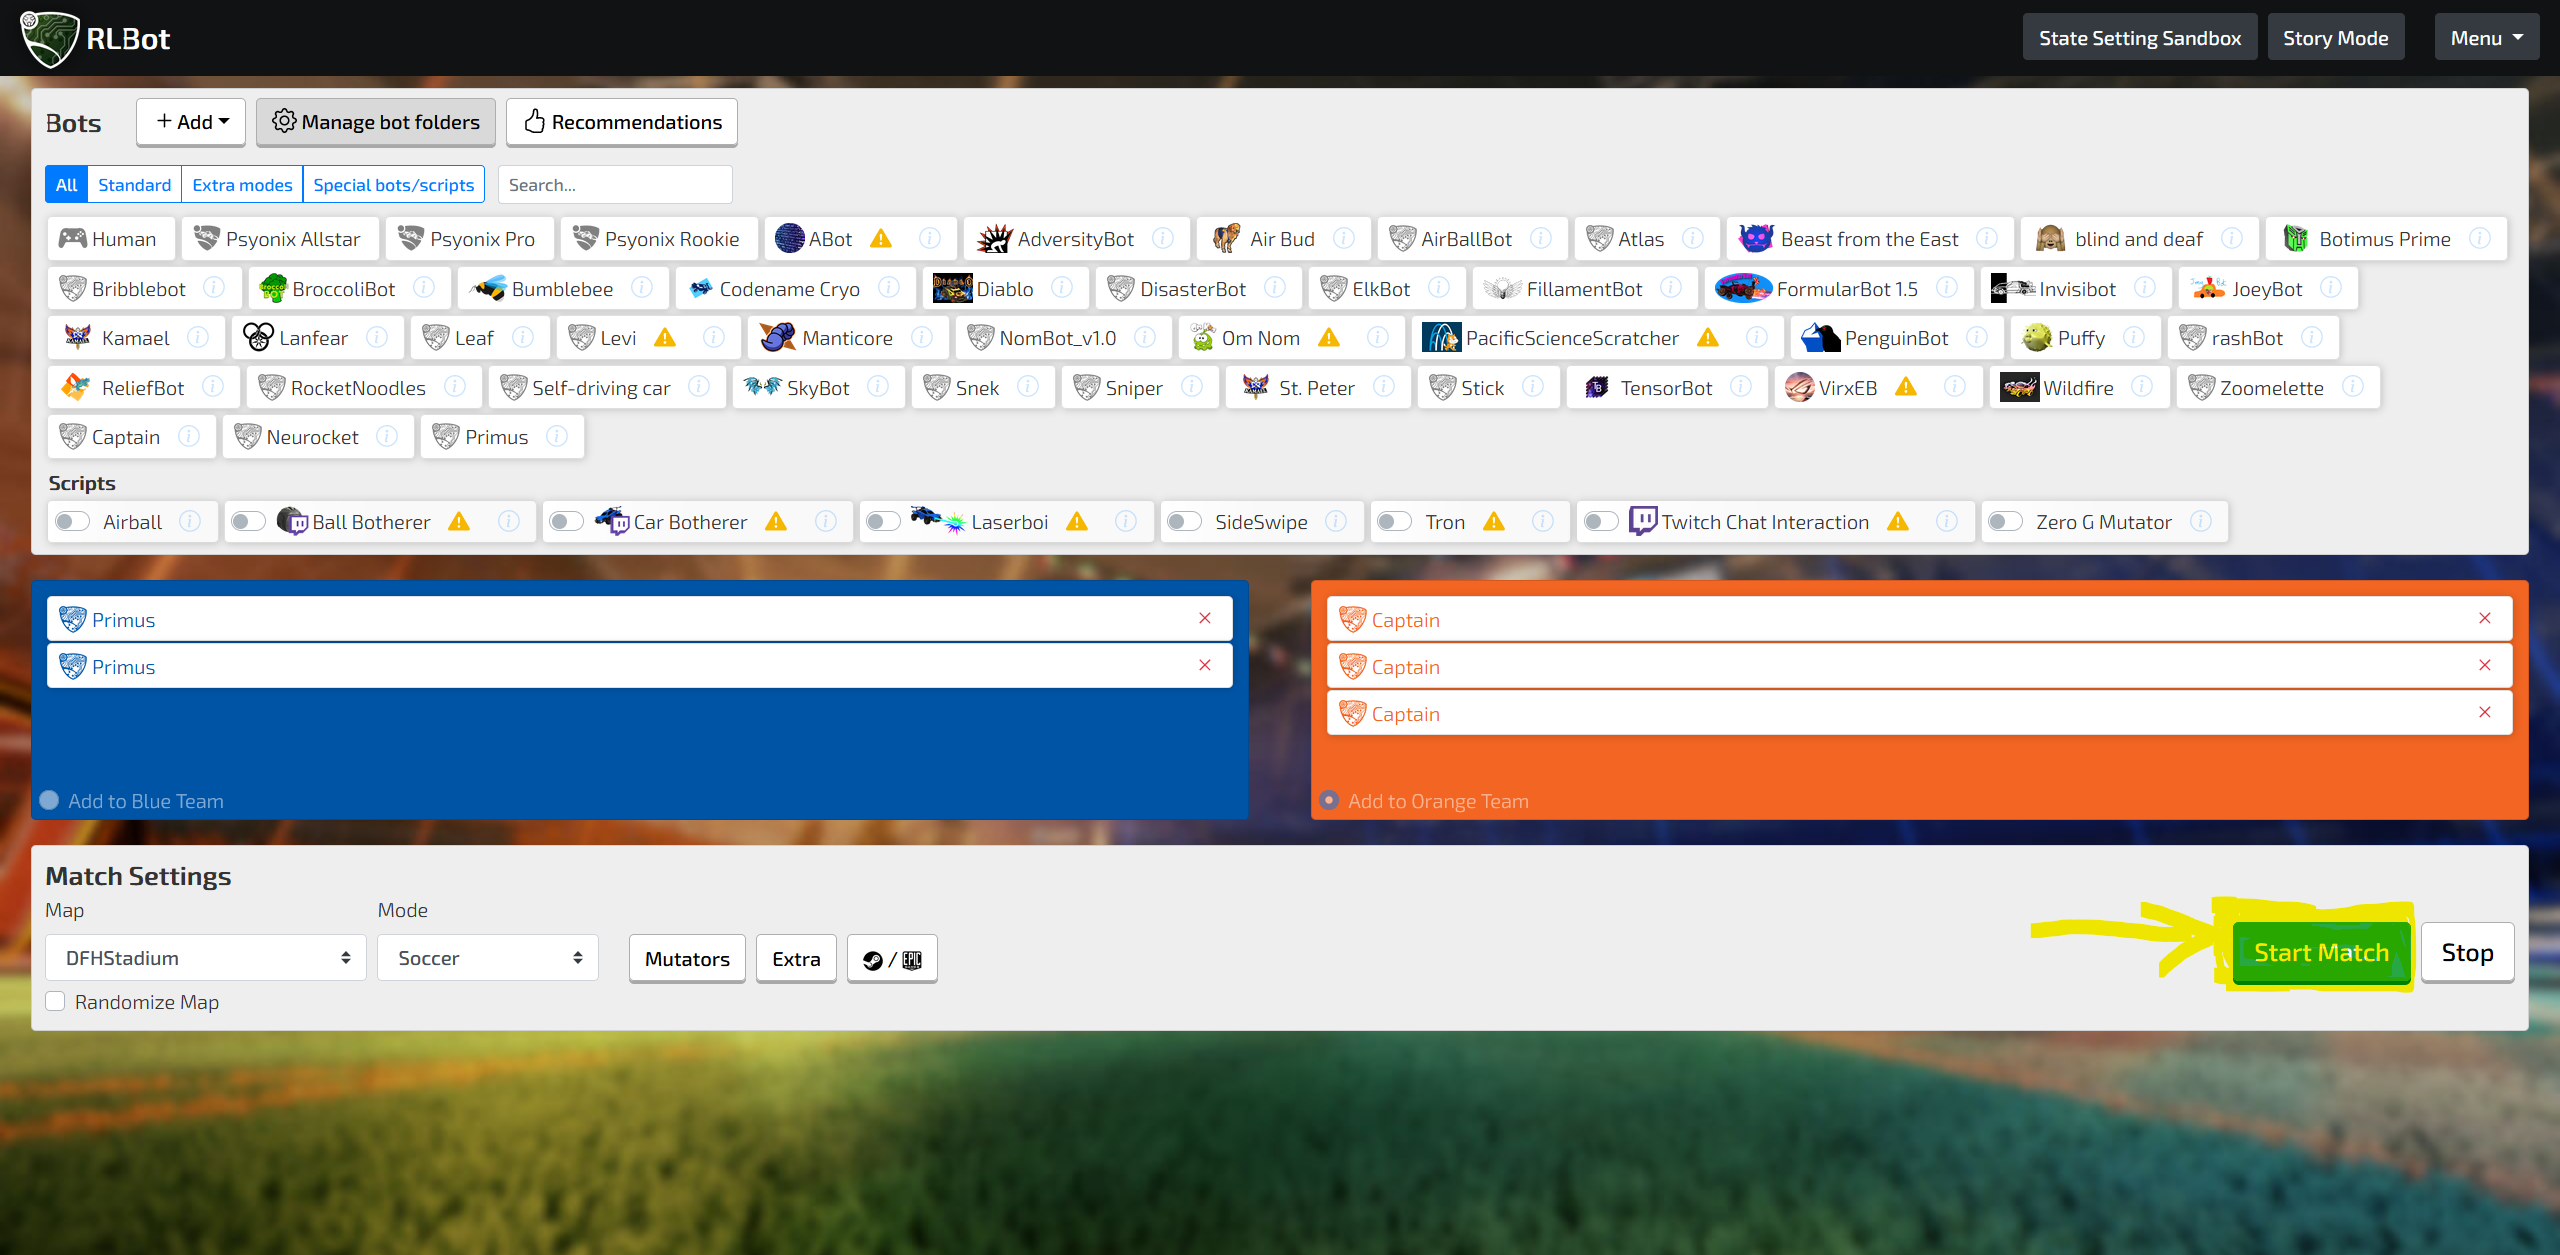 RLBot State Setting Sandbox Story Mode Menu
Bots Add Manage bot folders Recommendations
All Standard Extra modes Special bots/scripts Search...
Human Psyonix Allstar Psyonix Pro Psyonix Rookie ABot AdversityBot Air Bud AirBallBot Atlas Beast from the East blind and deaf Botimus Prime
Bribblebot BroccoliBot Bumblebee Codename Cryo Diablo DisasterBot ElkBot FillamentBot FormularBot 1.5 Invisibot JoeyBot
Kamael Lanfear Leaf Levi Manticore NomBot_v1.0 Om Nom PacificScienceScratcher PenguinBot Puffy rashBot
ReliefBot RocketNoodles Self-driving car SkyBot Snek Sniper St. Peter Stick TensorBot VirxEB Wildfire Zoomelette
Captain Neurocket Primus
Scripts
Airball Ball Botherer Car Botherer Laserboi SideSwipe Tron Twitch Chat Interaction Zero G Mutator
Primus
Primus
Add to Blue Team
Captain
Captain
Captain
Add to Orange Team
Match Settings
Map Mode
DFHStadium Soccer Mutators Extra / EPIC Start Match Stop
Randomize Map